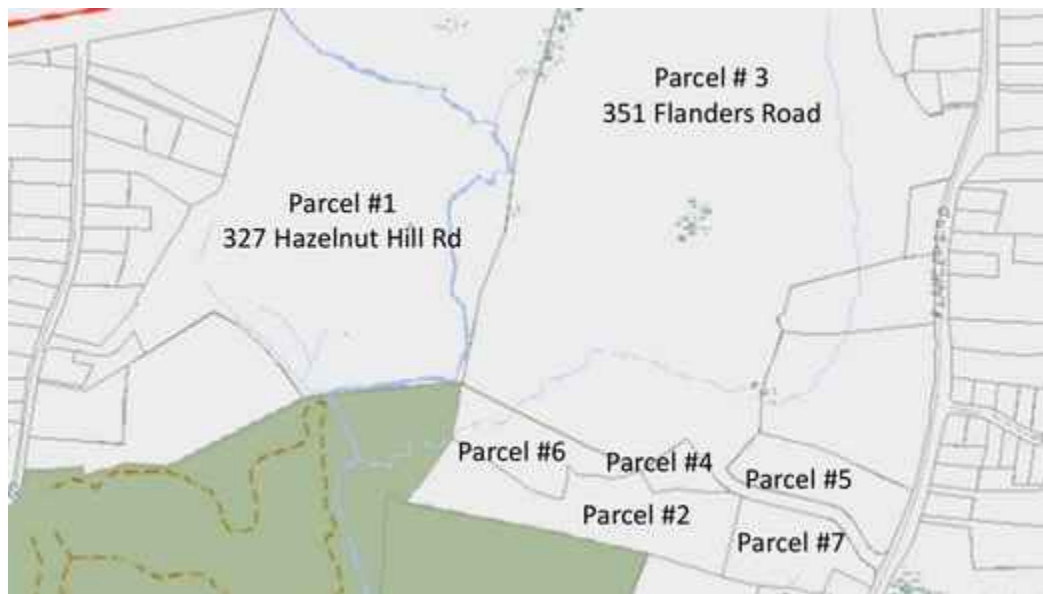 Parcel # 3
351 Flanders Road
Parcel #1
327 Hazelnut Hill Rd
Parcel #6
Parcel #4
Parcel #5
Parcel #2
Parcel #7